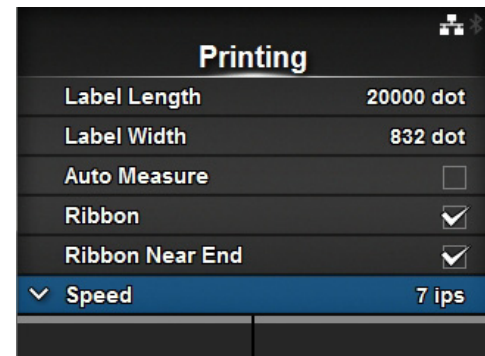 Printing
Label Length 20000 dot
Label Width 832 dot
Auto Measure
Ribbon
Ribbon Near End
Speed 7 ips